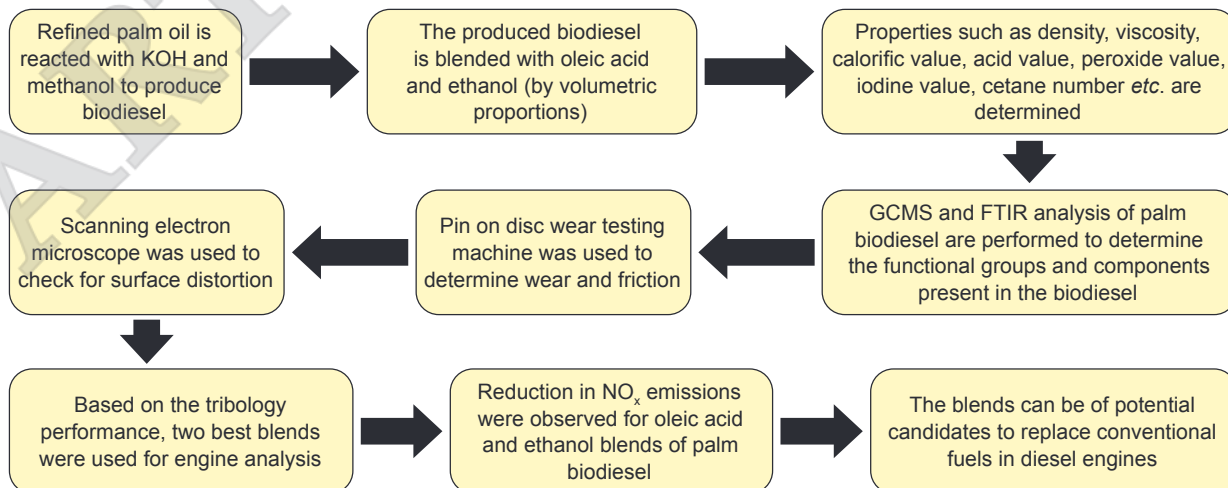 Refined palm oil is
reacted with KOH and
methanol to produce
biodiesel
The produced biodiesel
is blended with oleic acid
and ethanol (by volumetric
proportions)
Properties such as density, viscosity,
calorific value, acid value, peroxide value,
iodine value, cetane number etc. are
determined
GCMS and FTIR analysis of palm
biodiesel are performed to determine
the functional groups and components
present in the biodiesel
Pin on disc wear testing
machine was used to
determine wear and friction
Scanning electron
microscope was used to
check for surface distortion
Based on the tribology
performance, two best blends
were used for engine analysis
Reduction in NOx emissions
were observed for oleic acid
and ethanol blends of palm
biodiesel
The blends can be of potential
candidates to replace conventional
fuels in diesel engines